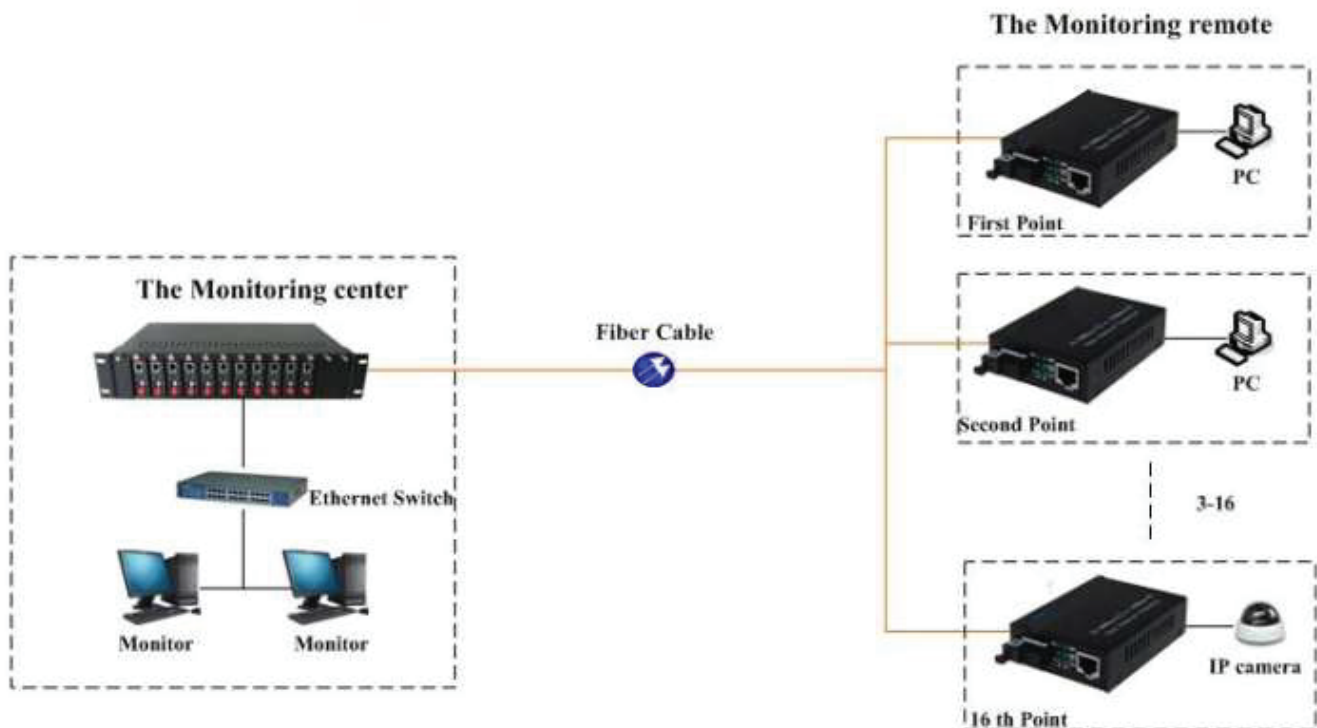 The Monitoring remote
PC
First Point
The Monitoring center
Fiber Cable
PC
Second Point
Ethernet Switch
3-16
Monitor
Monitor
IP camera
16 th Point